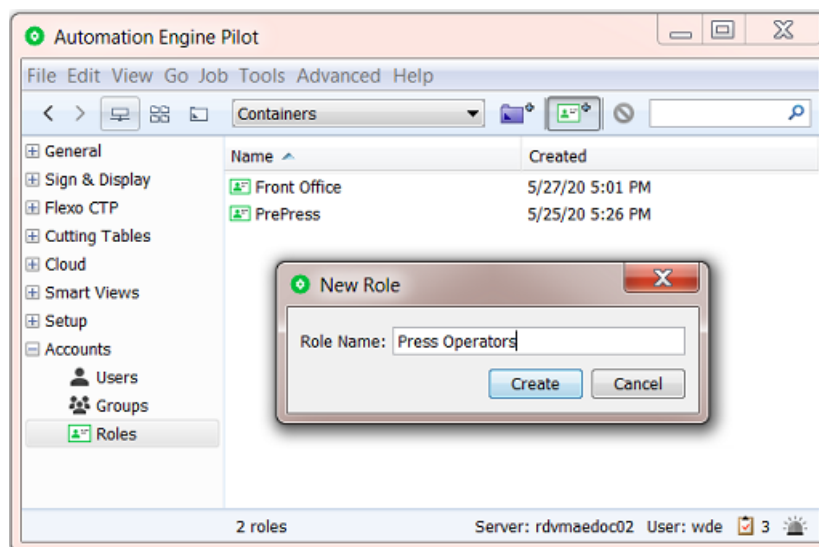 Automation Engine Pilot
File Edit View Go Job Tools Advanced Help
Containers
General
Sign & Display
Flexo CTP
Cutting Tables
Cloud
Smart Views
Setup
Accounts
Users
Groups
Roles
Name Created
Front Office 5/27/20 5:01 PM
PrePress 5/25/20 5:26 PM
New Role
Role Name: Press Operators
Create Cancel
2 roles Server: rdvmaedoc02 User: wde 3